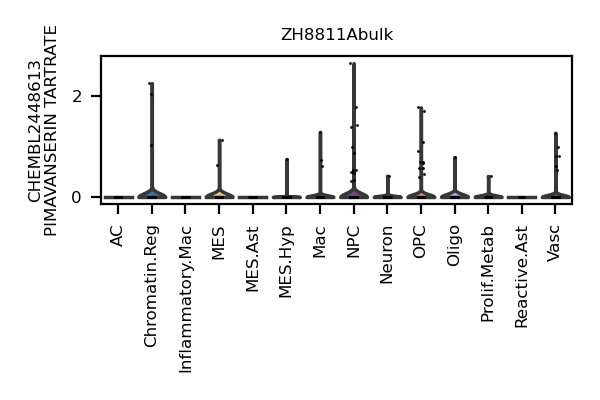 ZH8811Abulk
CHEMBL2448613
PIMAVANSERIN TARTRATE
2
0
AC
Chromatin.Reg
Inflammatory.Mac
MES
MES.Ast
MES.Hyp
Mac
NPC
Neuron
OPC
Oligo
Prolif.Metab
Reactive.Ast
Vasc